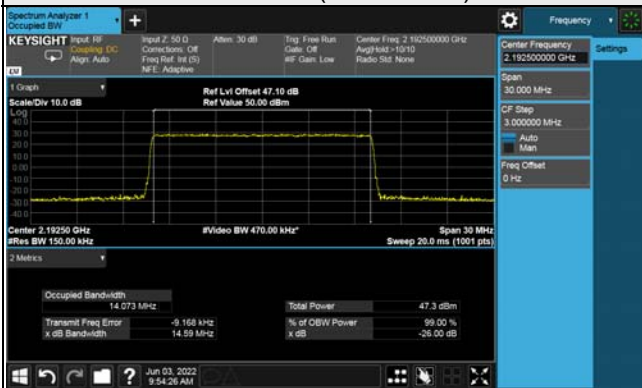 Spectrum Analyzer 1
Occupied BW
+
Frequency
KEYSIGHT
Input: RF
Coupling: DC
Align: Auto
Input Z: 50 Ω
Corrections: Off
Freq Ref: Int (S)
NFE: Adaptive
Atten: 30 dB
Trig: Free Run
Gate: Off
#IF Gain: Low
Center Freq: 2.192500000 GHz
Avg|Hold:>10/10
Radio Std: None
LXI
Center Frequency
2.192500000 GHz
Settings
Span
30.000 MHz
CF Step
3.000000 MHz
Auto
Man
Freq Offset
0 Hz
1 Graph
Scale/Div 10.0 dB
Ref Lvl Offset 47.10 dB
Ref Value 50.00 dBm
Log
40.0
30.0
20.0
10.0
0.00
-10.0
-20.0
-30.0
-40.0
Center 2.19250 GHz
#Res BW 150.00 kHz
#Video BW 470.00 kHz*
Span 30 MHz
Sweep 20.0 ms (1001 pts)
2 Metrics
Occupied Bandwidth
14.073 MHz
Total Power 47.3 dBm
Transmit Freq Error -9.168 kHz
% of OBW Power 99.00 %
x dB Bandwidth 14.59 MHz
x dB -26.00 dB
?
Jun 03, 2022
9:54:26 AM